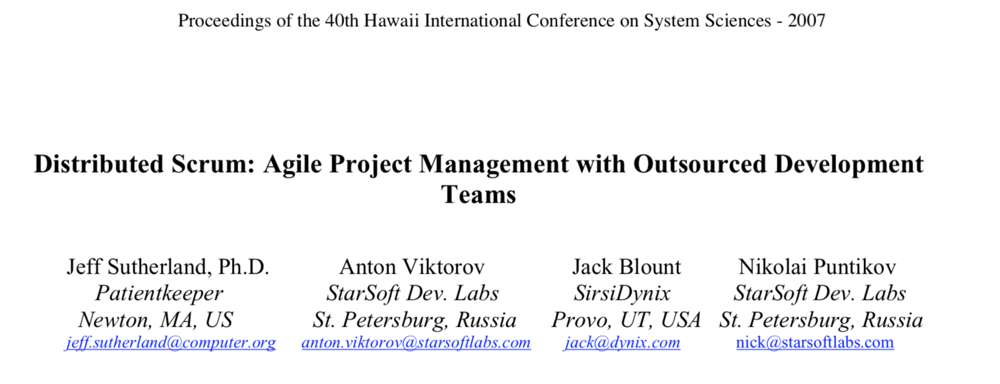 Proceedings of the 40th Hawaii International Conference on System Sciences - 2007
Distributed Scrum: Agile Project Management with Outsourced Development
Teams
Jeff Sutherland, Ph.D.
Patientkeeper
Newton, MA, US
jeff.sutherland@computer.org
Anton Viktorov
StarSoft Dev. Labs
St. Petersburg, Russia
anton.viktorov@starsoftlabs.com
Jack Blount
SirsiDynix
Provo, UT, USA
jack@dynix.com
Nikolai Puntikov
StarSoft Dev. Labs
St. Petersburg, Russia
nick@starsoftlabs.com